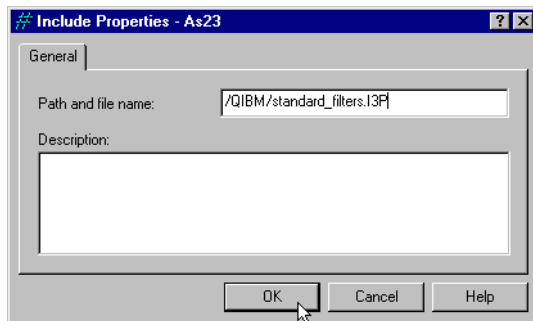 Include Properties - As23
General
Path and file name: /QIBM/standard_filters.I3P
Description:
OK Cancel Help